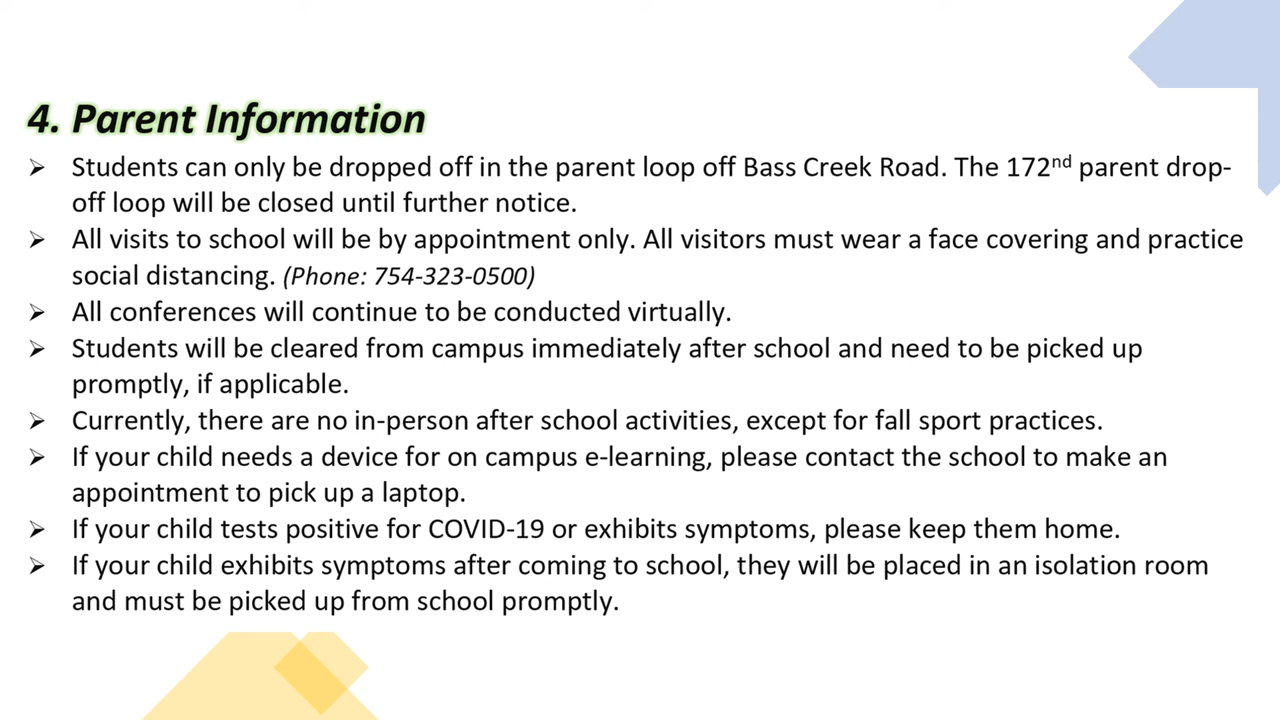 4. Parent Information
➢ Students can only be dropped off in the parent loop off Bass Creek Road. The 172nd parent drop-
off loop will be closed until further notice.
➢ All visits to school will be by appointment only. All visitors must wear a face covering and practice
social distancing. (Phone: 754-323-0500)
➢ All conferences will continue to be conducted virtually.
➢ Students will be cleared from campus immediately after school and need to be picked up
promptly, if applicable.
➢ Currently, there are no in-person after school activities, except for fall sport practices.
➢ If your child needs a device for on campus e-learning, please contact the school to make an
appointment to pick up a laptop.
➢ If your child tests positive for COVID-19 or exhibits symptoms, please keep them home.
➢ If your child exhibits symptoms after coming to school, they will be placed in an isolation room
and must be picked up from school promptly.